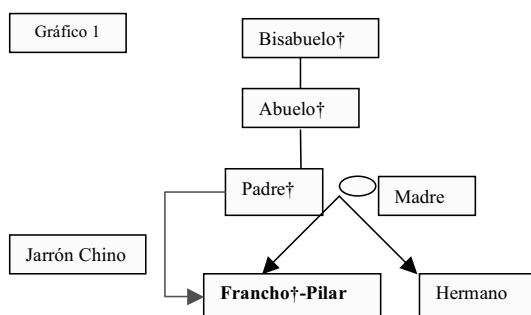 Gráfico 1
Bisabuelo†
Abuelo†
Padre†
Madre
Jarrón Chino
Francho†-Pilar
Hermano